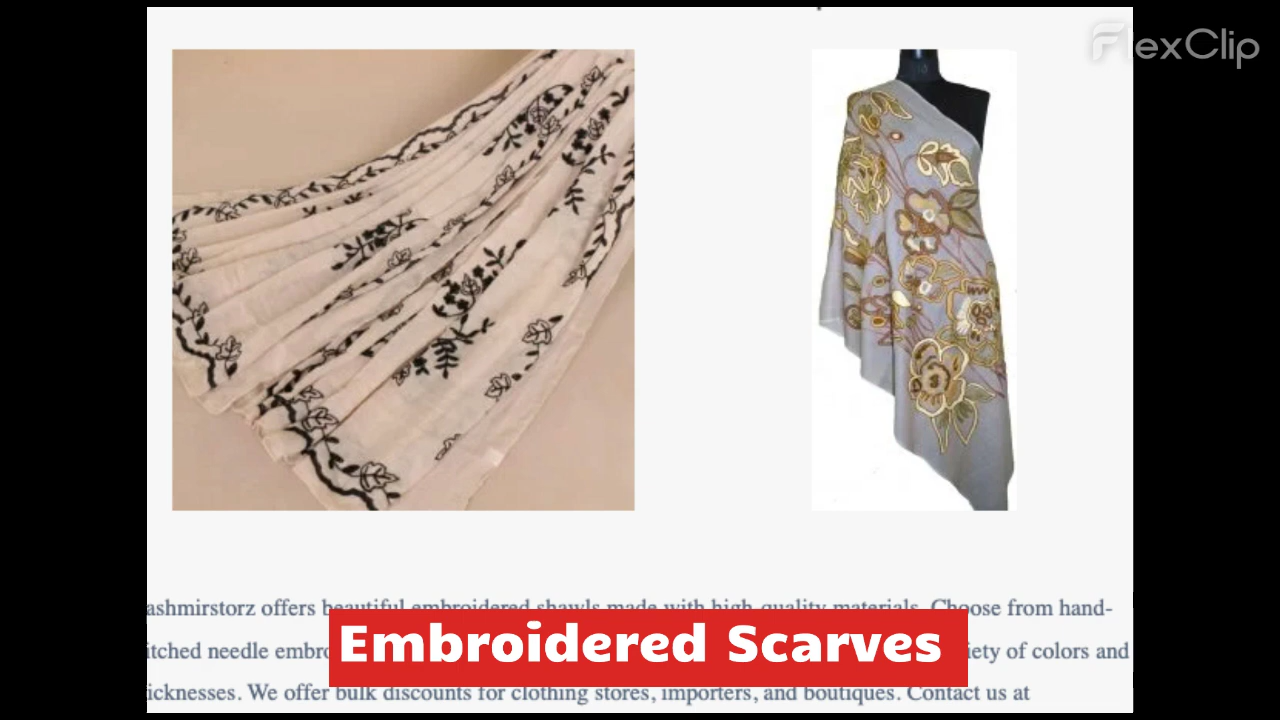 FlexClip
ashmirstorz offers beautiful embroidered shawls made with high-quality materials. Choose from hand-
itched needle embro
iety of colors and
Embroidered Scarves
icknesses. We offer bulk discounts for clothing stores, importers, and boutiques. Contact us at